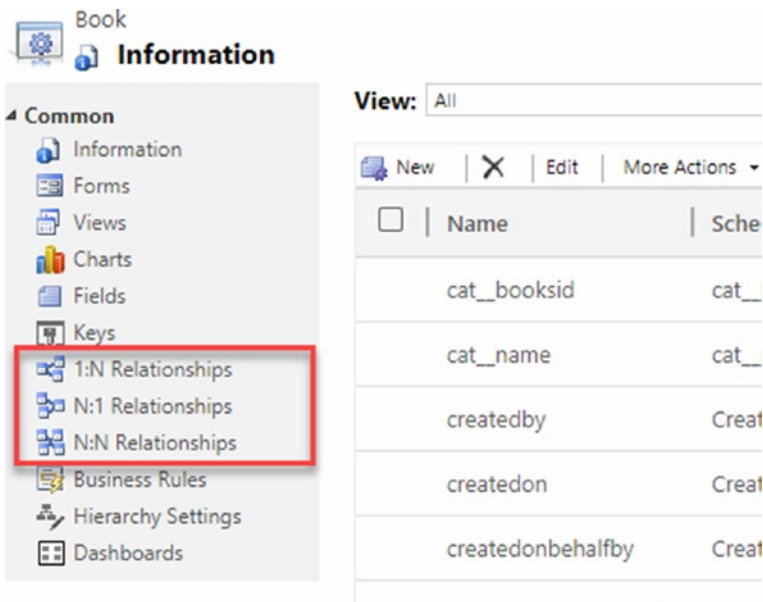 Book
Information
Common
Information
Forms
Views
Charts
Fields
Keys
1:N Relationships
N:1 Relationships
N:N Relationships
Business Rules
Hierarchy Settings
Dashboards
View: All
New Edit More Actions
Name
cat__booksid
cat__name
createdby
createdon
createdonbehalfby